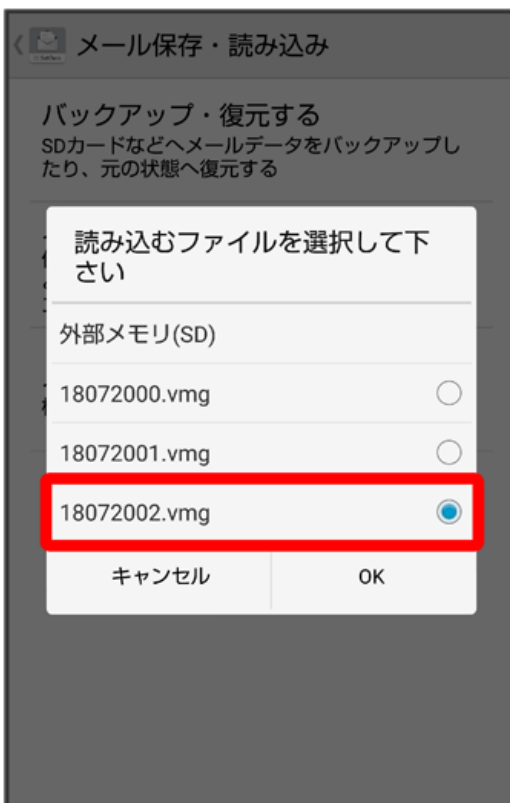 メール保存・読み込み
バックアップ・復元する
SDカードなどへメールデータをバックアップし
たり、元の状態へ復元する
読み込むファイルを選択して下
さい
外部メモリ(SD)
18072000.vmg
18072001.vmg
18072002.vmg
キャンセル
OK